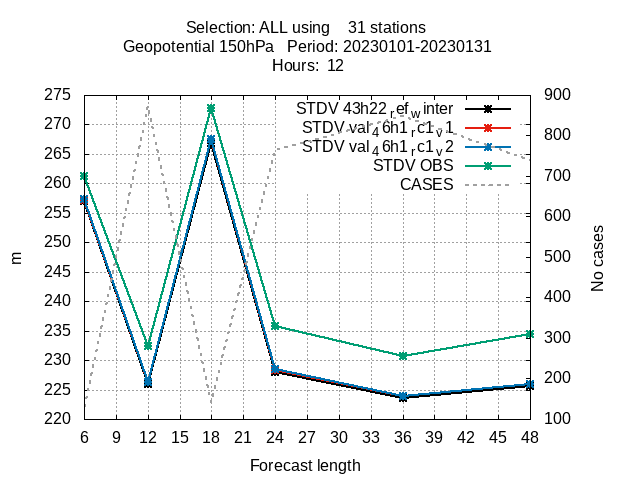 Selection: ALL using    31 stations
Geopotential 150hPa   Period: 20230101-20230131
Hours:  12
275
270
265
260
255
250
245
240
235
230
225
220
m
900
800
700
600
500
400
300
200
100
No cases
STDV 43h22_ref_winter
STDV val_46h1_rc1_v1
STDV val_46h1_rc1_v2
STDV OBS
CASES
6 9 12 15 18 21 24 27 30 33 36 39 42 45 48
Forecast length